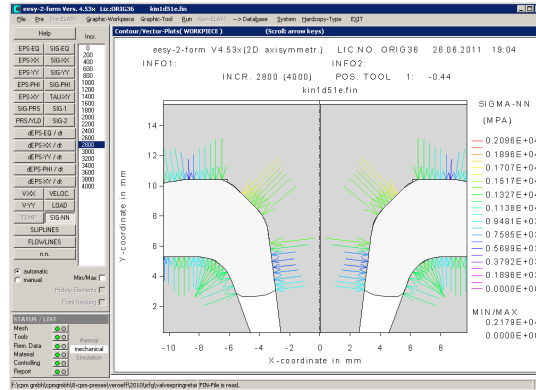 eesy-2-form Vers. 4.53x Liz:ORIG36 kin1d51e.fin
File Pre Pre-ELAST Graphic-Workpiece Graphic-Tool Run Run-ELAST --> Database System Hardcopy-Type EXIT
Help
Incr.
Contour/Vector-Plots( WORKPIECE ) (Scroll: arrow keys)
EPS-EQ SIG-EQ
EPS-XX SIG-XX
EPS-YY SIG-YY
EPS-PHI SIG-PHI
EPS-XY TAU-XY
SIG-PRS SIG-1
PRS/YLD SIG-2
dEPS-EQ / dt
dEPS-XX / dt
dEPS-YY / dt
dEPS-PHI / dt
dEPS-XY / dt
V-XX VELOC
V-YY LOAD
TEMP SIG-NN
SLIPLINES
FLOWLINES
n.n.
0
200
400
600
800
1000
1200
1400
1600
1800
2000
2200
2400
2600
2800
3000
3200
3400
3600
3800
4000
automatic
manual
Min/Max
History Elements
Point tracking
STATUS / LIST
Mesh
Tools
Rem. Data
Material
Controlling
Report
thermal
mechanical
Simulation
eesy-2-form V4.53x(2D axisymmetr.) LIC.NO. ORIG36 26.06.2011 19:04
INFO1: INFO2:
INCR. 2800 (4000) POS. TOOL 1: -0.44
kin1d51e.fin
SIGMA-NN
(MPA)
0.2086E+04
0.1896E+04
0.1707E+04
0.1517E+04
0.1327E+04
0.1138E+04
0.9481E+03
0.7585E+03
0.5689E+03
0.3792E+03
0.1896E+03
0.0000E+00
MIN/MAX
0.2179E+04
0.0000E+00
Y-coordinate in mm
14
12
10
8
6
4
2
-10 -8 -6 -4 -2 0 2 4 6 8
X-coordinate in mm